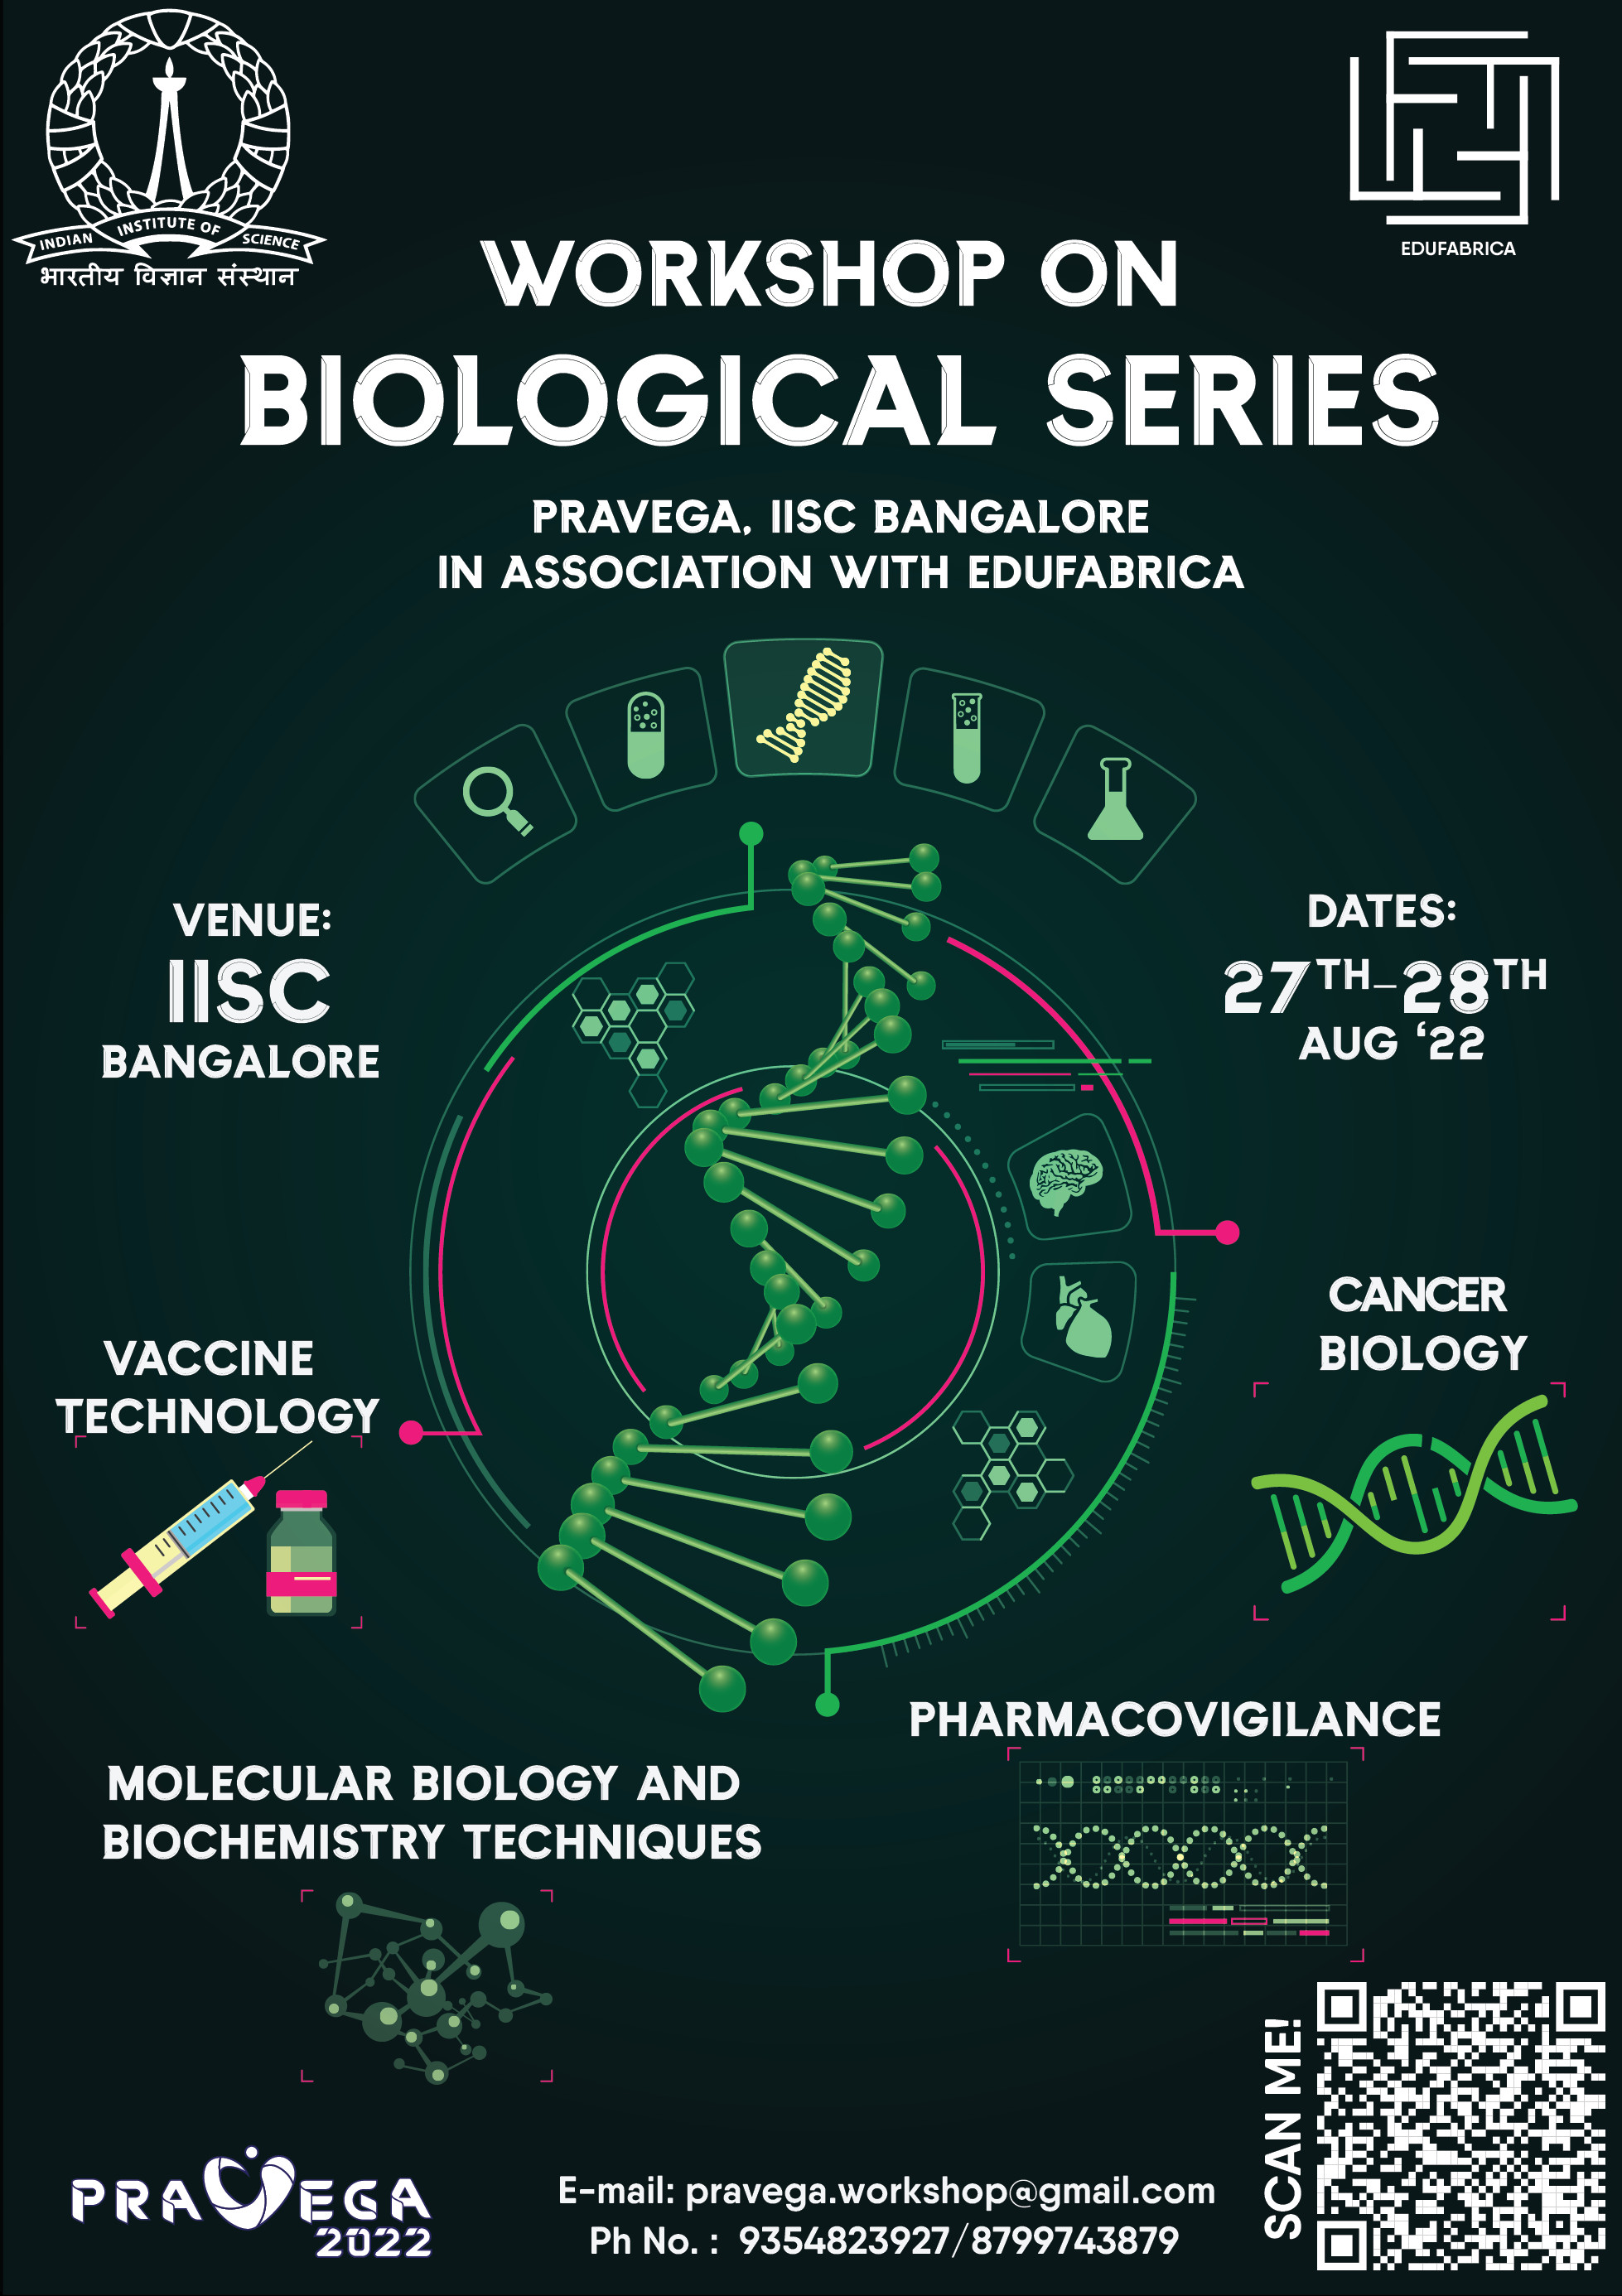 INDIAN INSTITUTE OF SCIENCE
भारतीय विज्ञान संस्थान
EDUFABRICA
WORKSHOP ON
BIOLOGICAL SERIES
PRAVEGA, IISC BANGALORE
IN ASSOCIATION WITH EDUFABRICA
VENUE:
IISC
BANGALORE
DATES:
27TH-28TH
AUG ‘22
CANCER
BIOLOGY
VACCINE
TECHNOLOGY
PHARMACOVIGILANCE
MOLECULAR BIOLOGY AND
BIOCHEMISTRY TECHNIQUES
SCAN ME!
PRAVEGA
2022
E-mail: pravega.workshop@gmail.com
Ph No. : 9354823927/8799743879